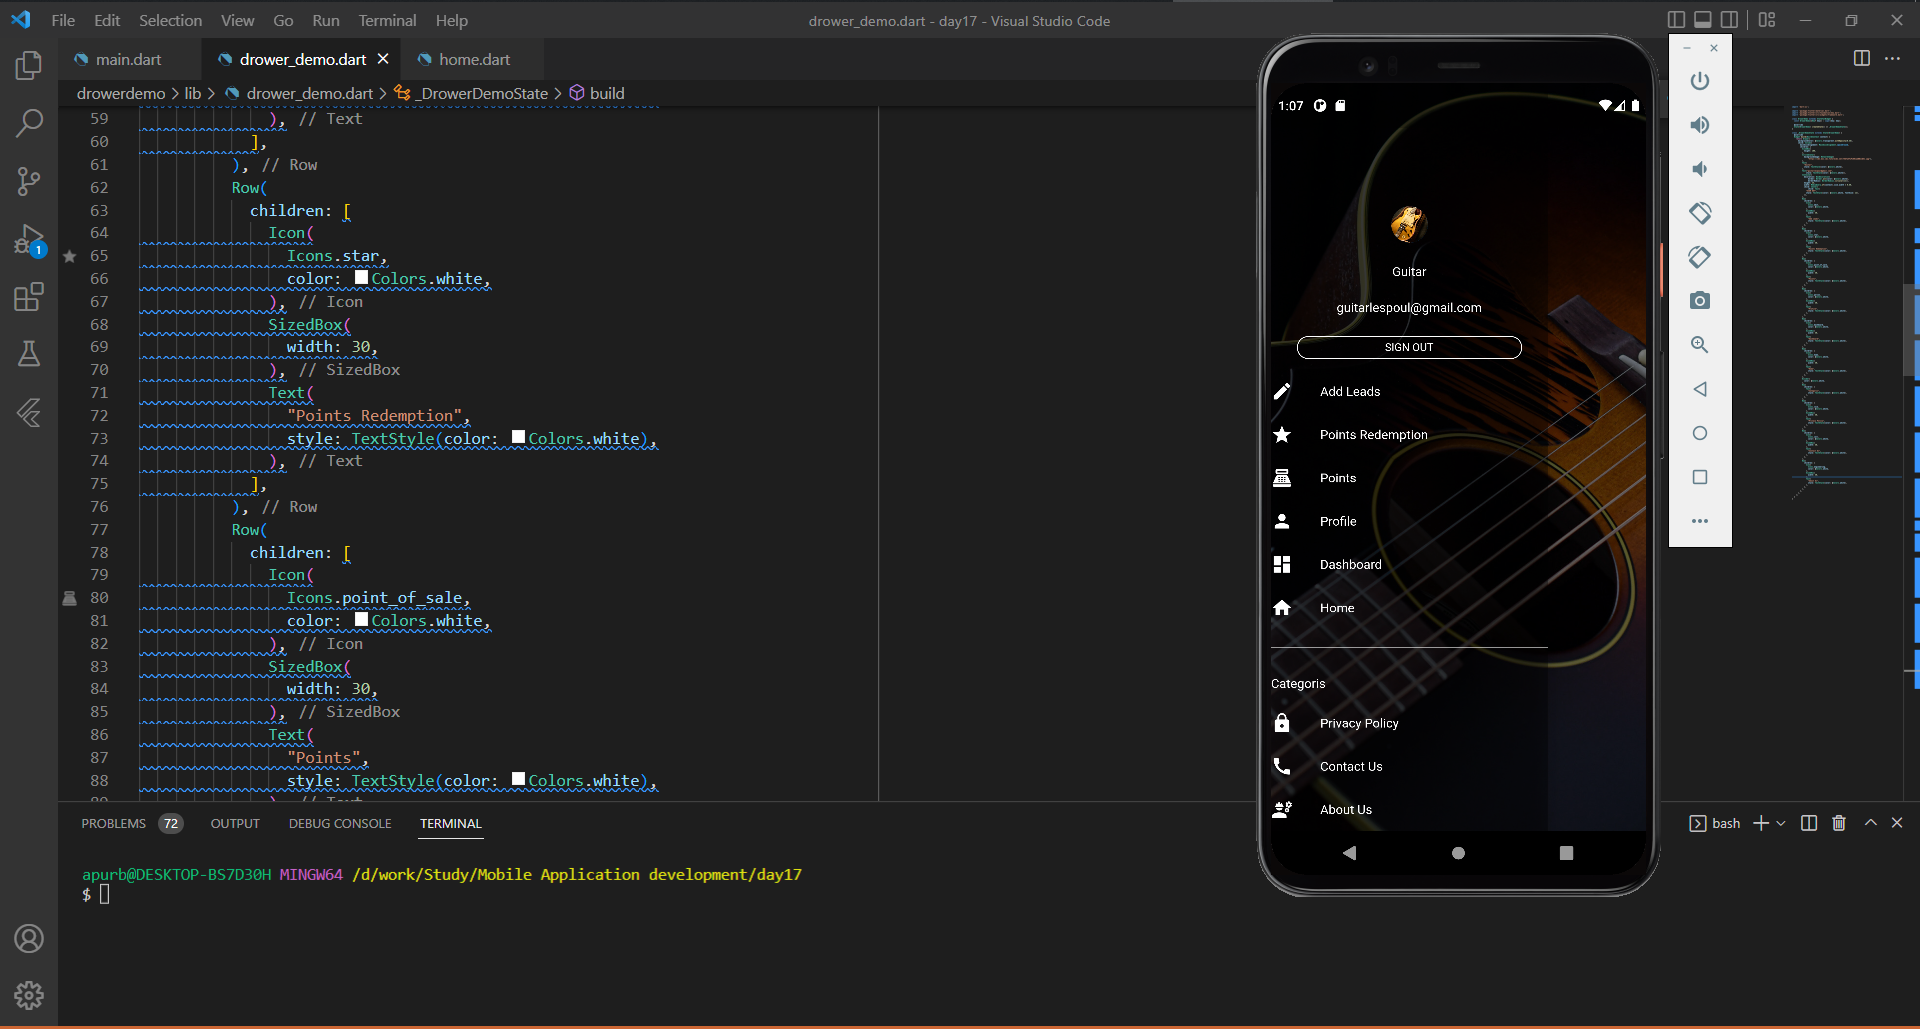 File Edit Selection View Go Run Terminal Help
drower_demo.dart - day17 - Visual Studio Code
main.dart
drower_demo.dart
home.dart
drowerdemo > lib > drower_demo.dart > _DrowerDemoState > build
59 ), // Text
60 ],
61 ), // Row
62 Row(
63 children: [
64 Icon(
65 Icons.star,
66 color: Colors.white,
67 ), // Icon
68 SizedBox(
69 width: 30,
70 ), // SizedBox
71 Text(
72 "Points Redemption",
73 style: TextStyle(color: Colors.white),
74 ), // Text
75 ],
76 ), // Row
77 Row(
78 children: [
79 Icon(
80 Icons.point_of_sale,
81 color: Colors.white,
82 ), // Icon
83 SizedBox(
84 width: 30,
85 ), // SizedBox
86 Text(
87 "Points",
88 style: TextStyle(color: Colors.white),
89 ), // Text
1
PROBLEMS 72 OUTPUT DEBUG CONSOLE TERMINAL
bash
apurb@DESKTOP-BS7D30H MINGW64 /d/work/Study/Mobile Application development/day17
$
1:07
Guitar
guitarlespoul@gmail.com
SIGN OUT
Add Leads
Points Redemption
Points
Profile
Dashboard
Home
Categoris
Privacy Policy
Contact Us
About Us